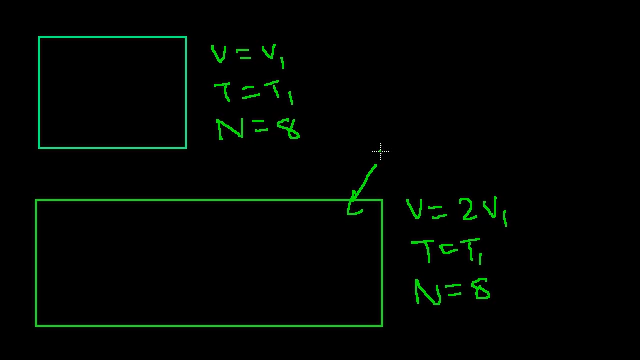 V = V₁
T = T₁
N = 8
V = 2V₁
T = T₁
N = 8